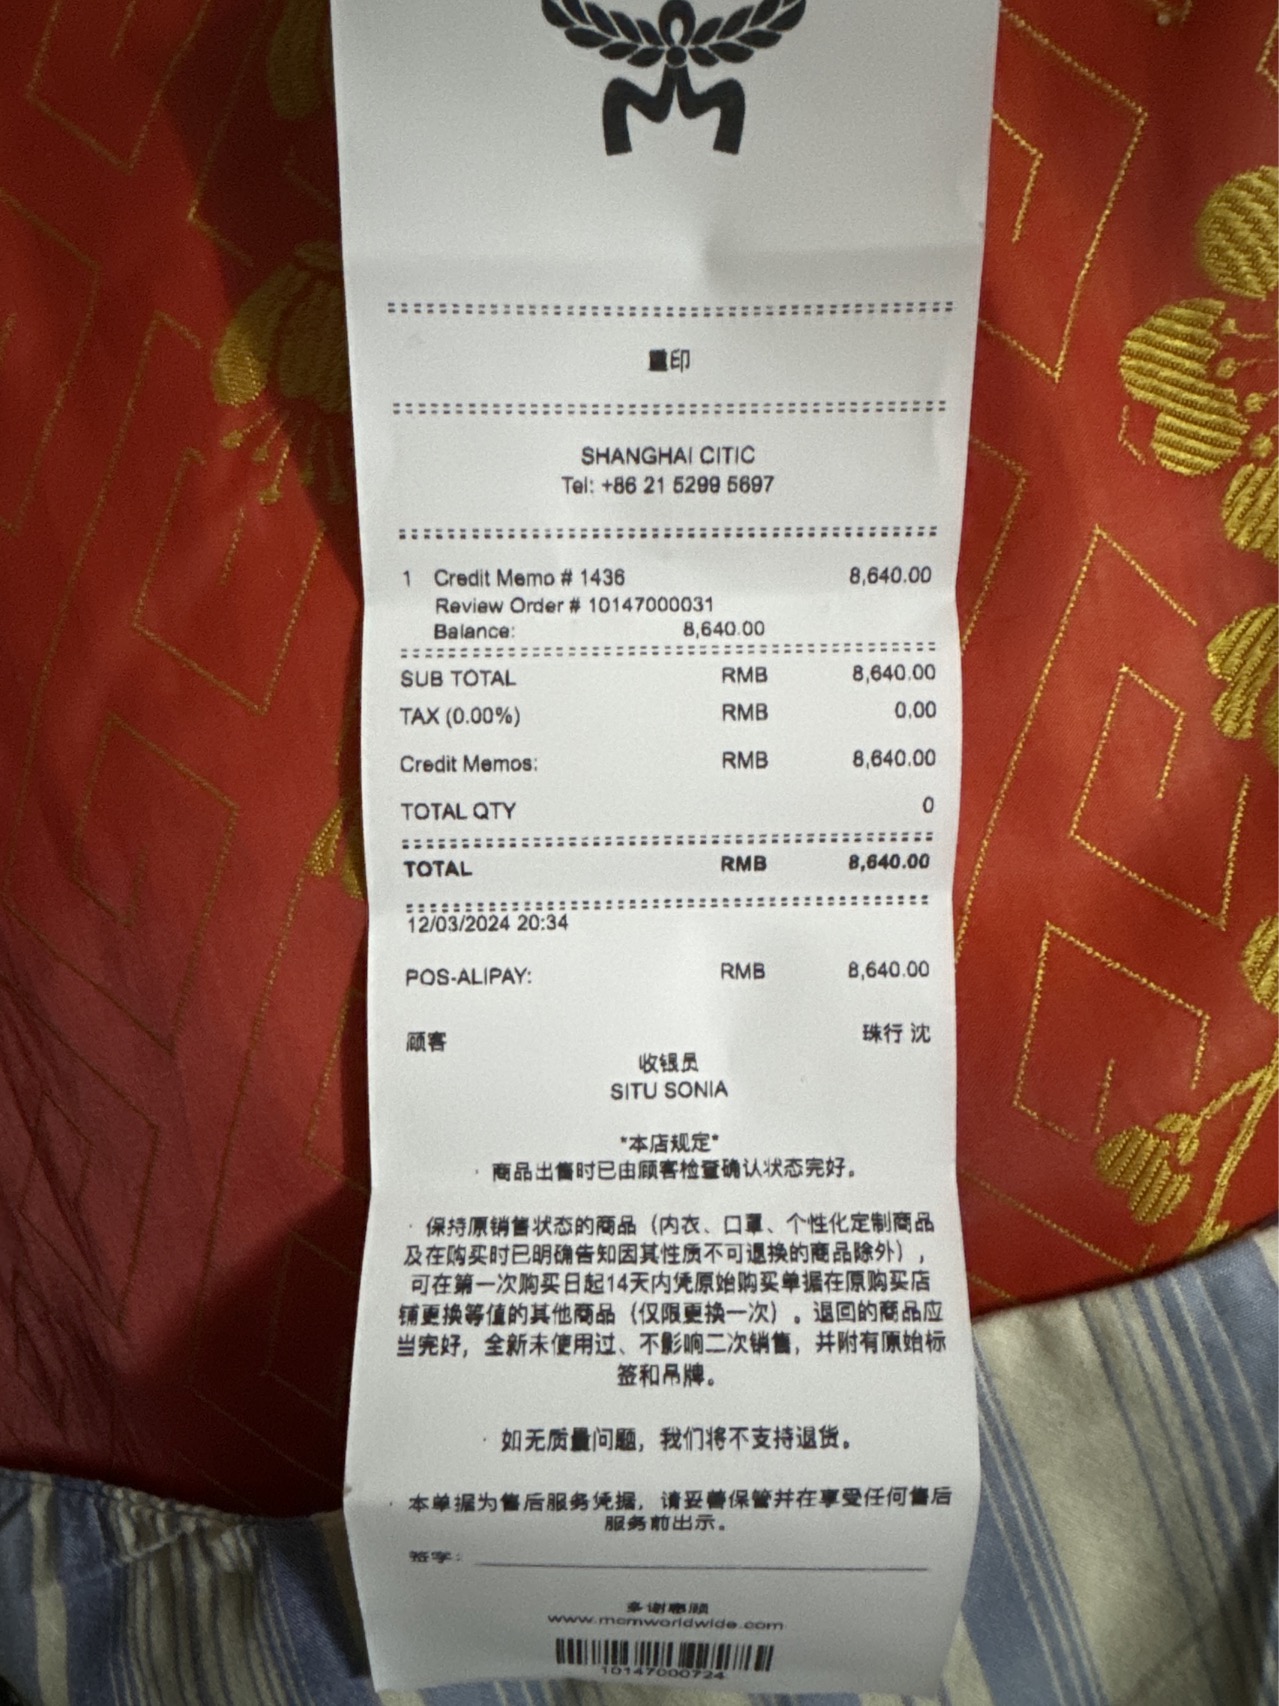 重印
SHANGHAI CITIC
Tel: +86 21 5299 5697
1 Credit Memo # 1436 8,640.00
Review Order # 10147000031
Balance: 8,640.00
SUB TOTAL RMB 8,640.00
TAX (0.00%) RMB 0.00
Credit Memos: RMB 8,640.00
TOTAL QTY 0
TOTAL RMB 8,640.00
12/03/2024 20:34
POS-ALIPAY: RMB 8,640.00
顾客 珠行 沈
收银员
SITU SONIA
*本店规定*
· 商品出售时已由顾客检查确认状态完好。
· 保持原销售状态的商品（内衣、口罩、个性化定制商品
及在购买时已明确告知因其性质不可退换的商品除外），
可在第一次购买日起14天内凭原始购买单据在原购买店
铺更换等值的其他商品（仅限更换一次）。退回的商品应
当完好，全新未使用过、不影响二次销售，并附有原始标
签和吊牌。
· 如无质量问题，我们将不支持退货。
· 本单据为售后服务凭据，请妥善保管并在享受任何售后
服务前出示。
签字：
多谢惠顾
www.mcmworldwide.com
10147000724